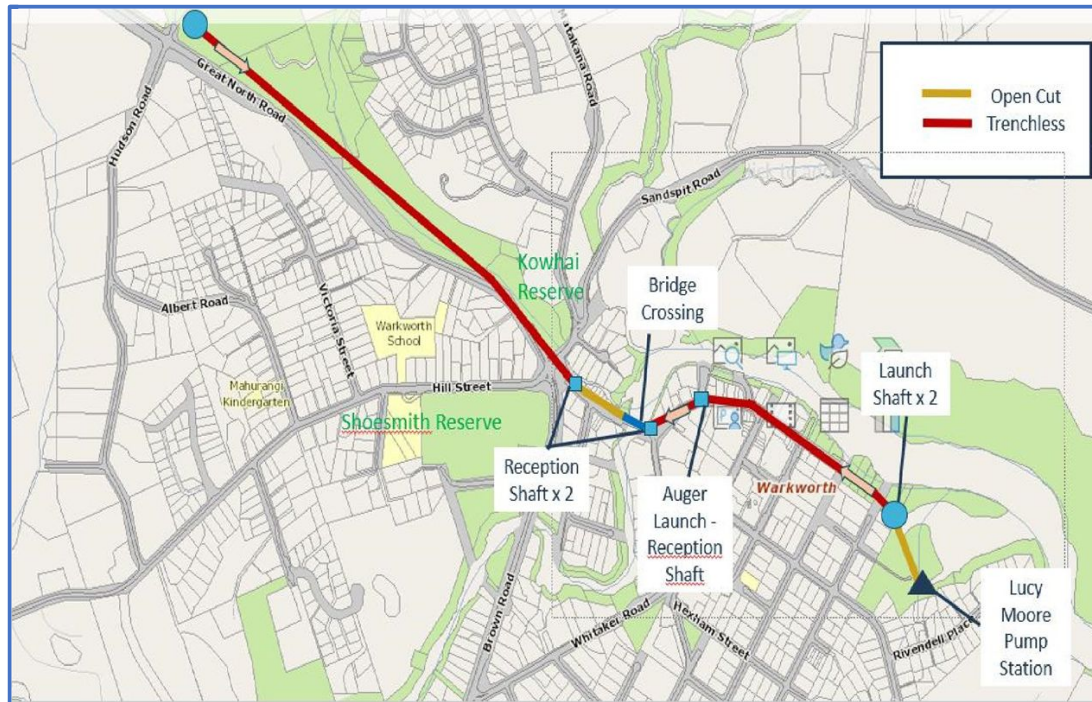 Matakana Road
Great North Road
Hudson Road
Open Cut
Trenchless
Sandspit Road
Kowhai
Reserve
Bridge
Crossing
Albert Road
Victoria Street
Warkworth
School
Launch
Shaft x 2
Mahurangi
Kindergarten
Hill Street
Shoesmith Reserve
Reception
Shaft x 2
Auger
Launch -
Reception
Shaft
Warkworth
Brown Road
Whitaker Road
Hexham Street
Rivendell Place
Lucy
Moore
Pump
Station